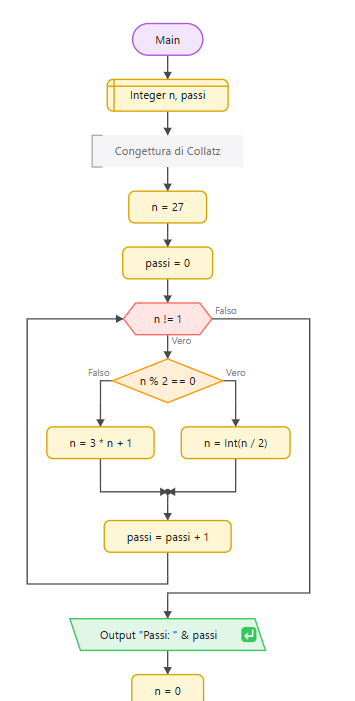 Main
Integer n, passi
Congettura di Collatz
n = 27
passi = 0
n != 1
Falso
Vero
Falso
n % 2 == 0
Vero
n = 3 * n + 1
n = Int(n / 2)
passi = passi + 1
Output "Passi: " & passi
n = 0